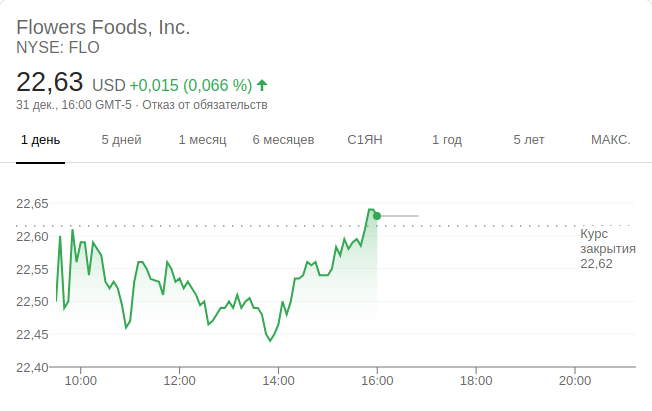 Flowers Foods, Inc.
NYSE: FLO
22,63 USD +0,015 (0,066 %)
31 дек., 16:00 GMT-5 · Отказ от обязательств
1 день 5 дней 1 месяц 6 месяцев С1ЯН 1 год 5 лет МАКС.
22,65
22,60
22,55
22,50
22,45
22,40
Курс
закрытия
22,62
10:00 12:00 14:00 16:00 18:00 20:00